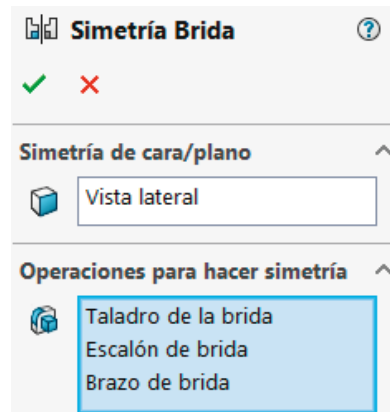 Simetría Brida
Simetría de cara/plano
Vista lateral
Operaciones para hacer simetría
Taladro de la brida
Escalón de brida
Brazo de brida